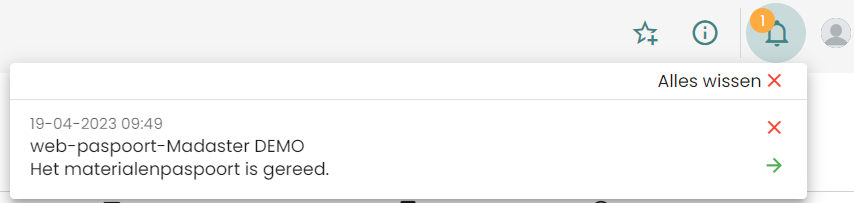 1
Alles wissen
19-04-2023 09:49
web-paspoort-Madaster DEMO
Het materialenpaspoort is gereed.